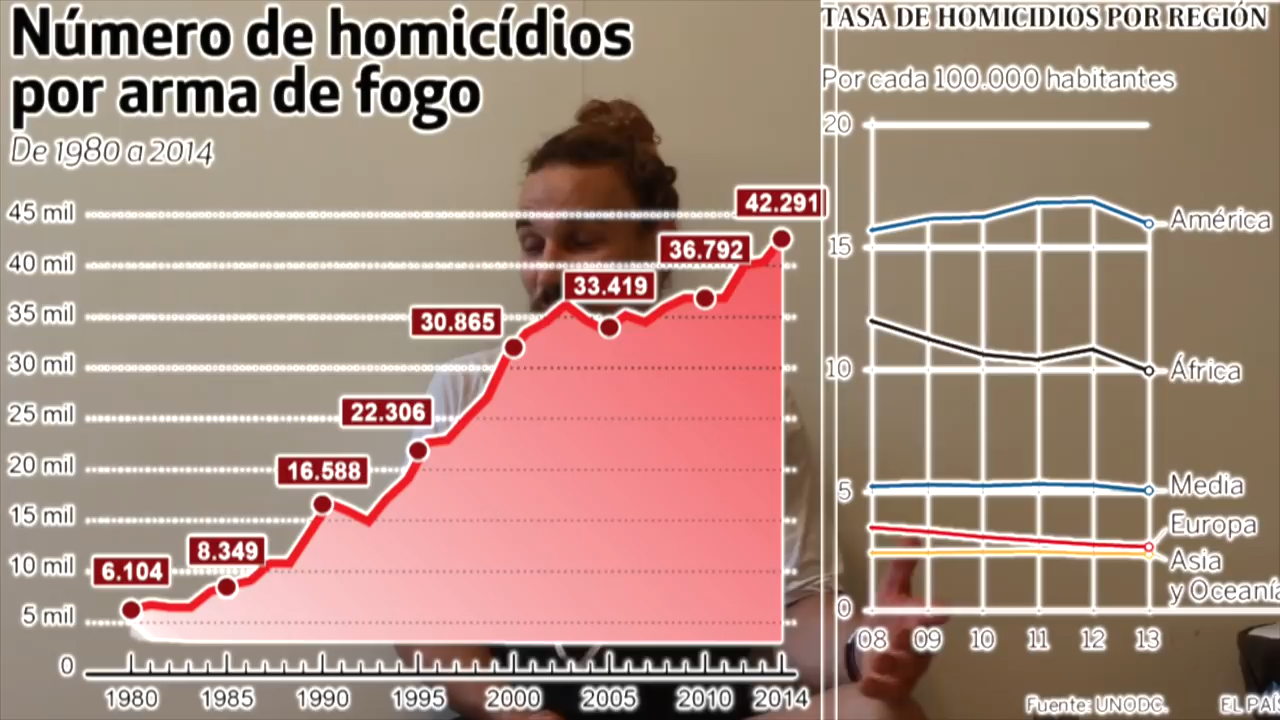 Número de homicídios
por arma de fogo
De 1980 a 2014
45 mil
40 mil
35 mil
30 mil
25 mil
20 mil
15 mil
10 mil
5 mil
0
6.104
8.349
16.588
22.306
30.865
33.419
36.792
42.291
1980 1985 1990 1995 2000 2005 2010 2014
TASA DE HOMICIDIOS POR REGIÓN
Por cada 100.000 habitantes
20
15
10
5
0
América
África
Media
Europa
Asia
y Oceaní
08 09 10 11 12 13
Fuente: UNODC. EL PAÍS